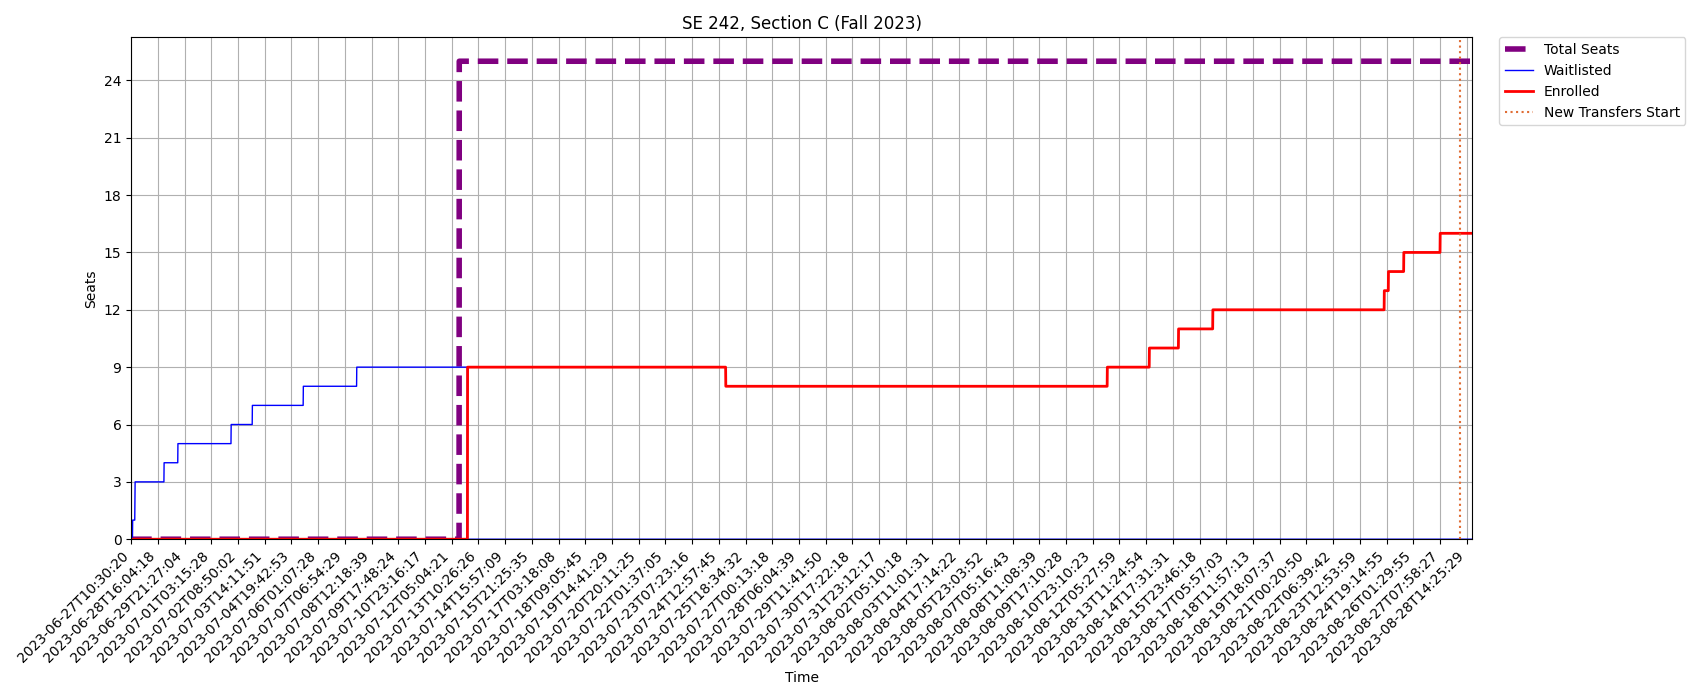 SE 242, Section C (Fall 2023)
Total Seats
Waitlisted
Enrolled
New Transfers Start
Seats
24
21
18
15
12
9
6
3
0
2023-06-27T10:30:20
2023-06-28T16:04:18
2023-06-29T21:27:04
2023-07-01T03:15:28
2023-07-02T08:50:02
2023-07-03T14:11:51
2023-07-04T19:42:53
2023-07-06T01:07:28
2023-07-07T06:54:29
2023-07-08T12:18:39
2023-07-09T17:48:24
2023-07-10T23:16:17
2023-07-12T05:04:21
2023-07-13T10:26:26
2023-07-14T15:57:09
2023-07-15T21:25:35
2023-07-17T03:18:08
2023-07-18T09:05:45
2023-07-19T14:41:29
2023-07-20T20:11:25
2023-07-22T01:37:05
2023-07-23T07:23:16
2023-07-24T12:57:45
2023-07-25T18:34:32
2023-07-27T00:13:18
2023-07-28T06:04:39
2023-07-29T11:41:50
2023-07-30T17:22:18
2023-07-31T23:12:17
2023-08-02T05:10:18
2023-08-03T11:01:31
2023-08-04T17:14:22
2023-08-05T23:03:52
2023-08-07T05:16:43
2023-08-08T11:08:39
2023-08-09T17:10:28
2023-08-10T23:10:23
2023-08-12T05:27:59
2023-08-13T11:24:54
2023-08-14T17:31:31
2023-08-15T23:46:18
2023-08-17T05:57:03
2023-08-18T11:57:13
2023-08-19T18:07:37
2023-08-21T00:20:50
2023-08-22T06:39:42
2023-08-23T12:53:59
2023-08-24T19:14:55
2023-08-26T01:29:55
2023-08-27T07:58:27
2023-08-28T14:25:29
Time